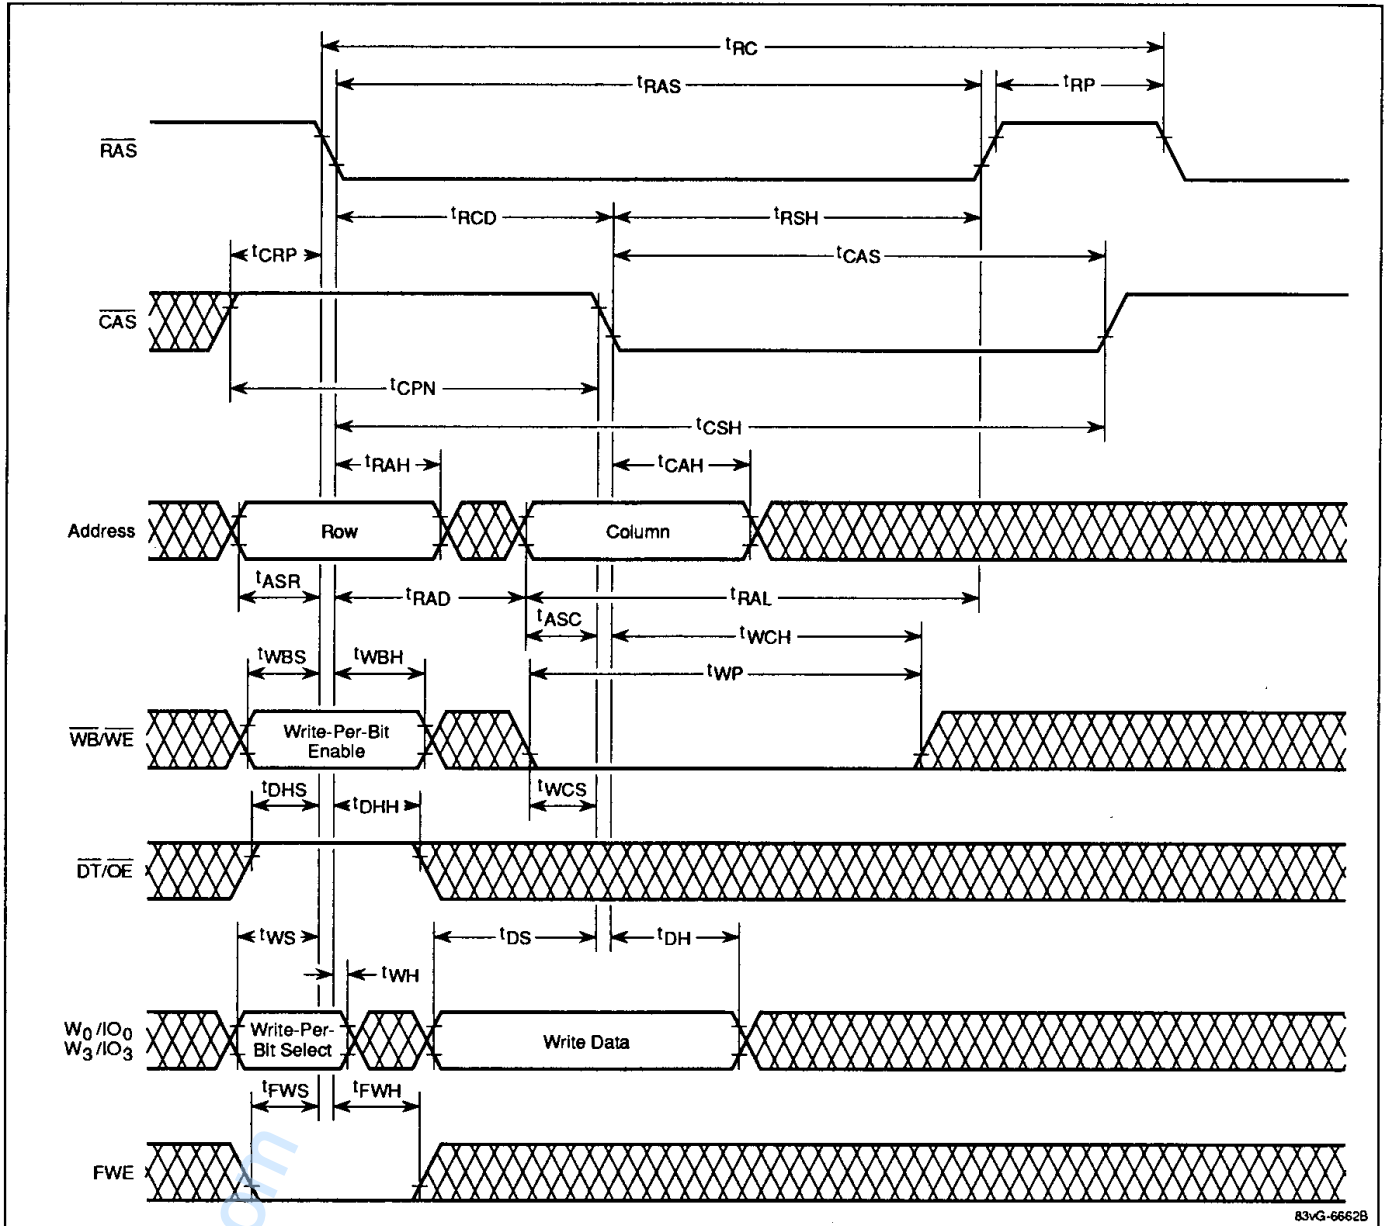 tRC
tRAS
tRP
RAS
tRCD
tRSH
tCRP
tCAS
CAS
tCPN
tCSH
tRAH
tCAH
Address
Row
Column
tASR
tRAD
tRAL
tASC
tWCH
tWBS
tWBH
tWP
WB/WE
Write-Per-Bit
Enable
tDHS
tDHH
tWCS
DT/OE
tWS
tDS
tDH
tWH
W0/IO0
W3/IO3
Write-Per-
Bit Select
Write Data
tFWS
tFWH
FWE
om
83vG-6662B